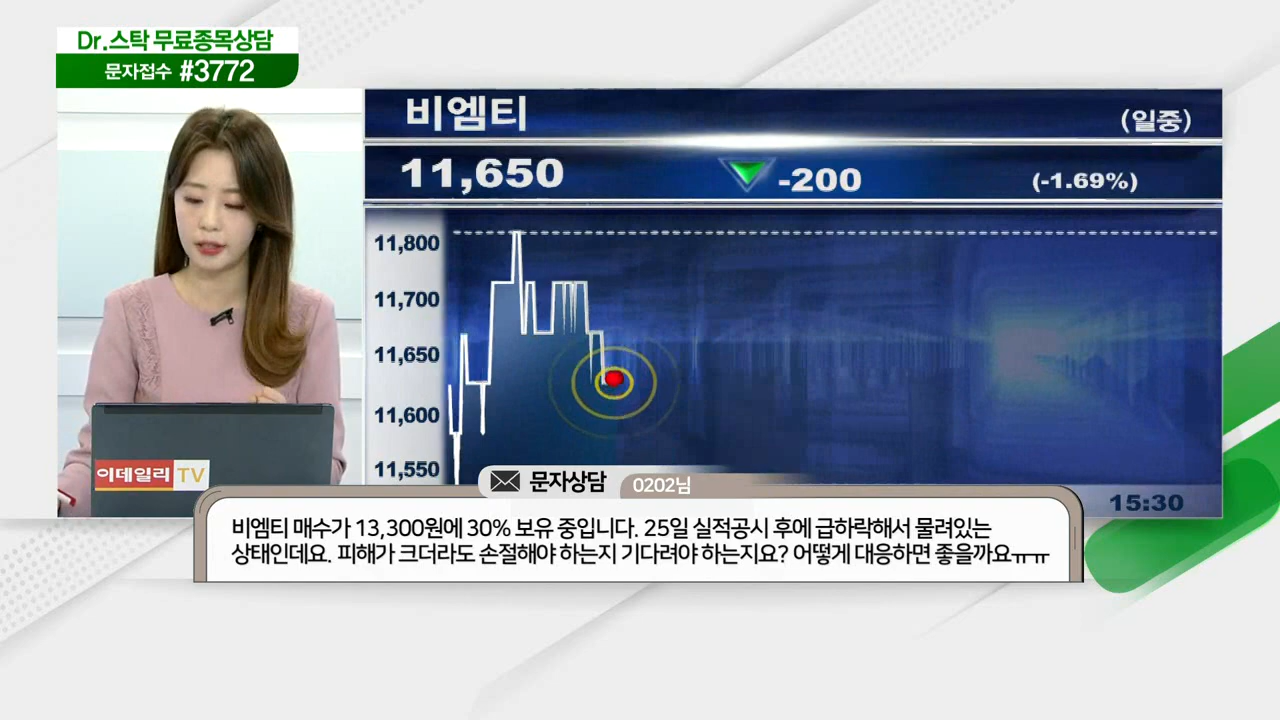 Dr.스탁 무료종목상담
문자접수 #3772
비엠티
(일중)
11,650 -200 (-1.69%)
11,800
11,700
11,650
11,600
11,550
15:30
이데일리 TV
문자상담 0202님
비엠티 매수가 13,300원에 30% 보유 중입니다. 25일 실적공시 후에 급하락해서 물려있는
상태인데요. 피해가 크더라도 손절해야 하는지 기다려야 하는지요? 어떻게 대응하면 좋을까요ㅠㅠ